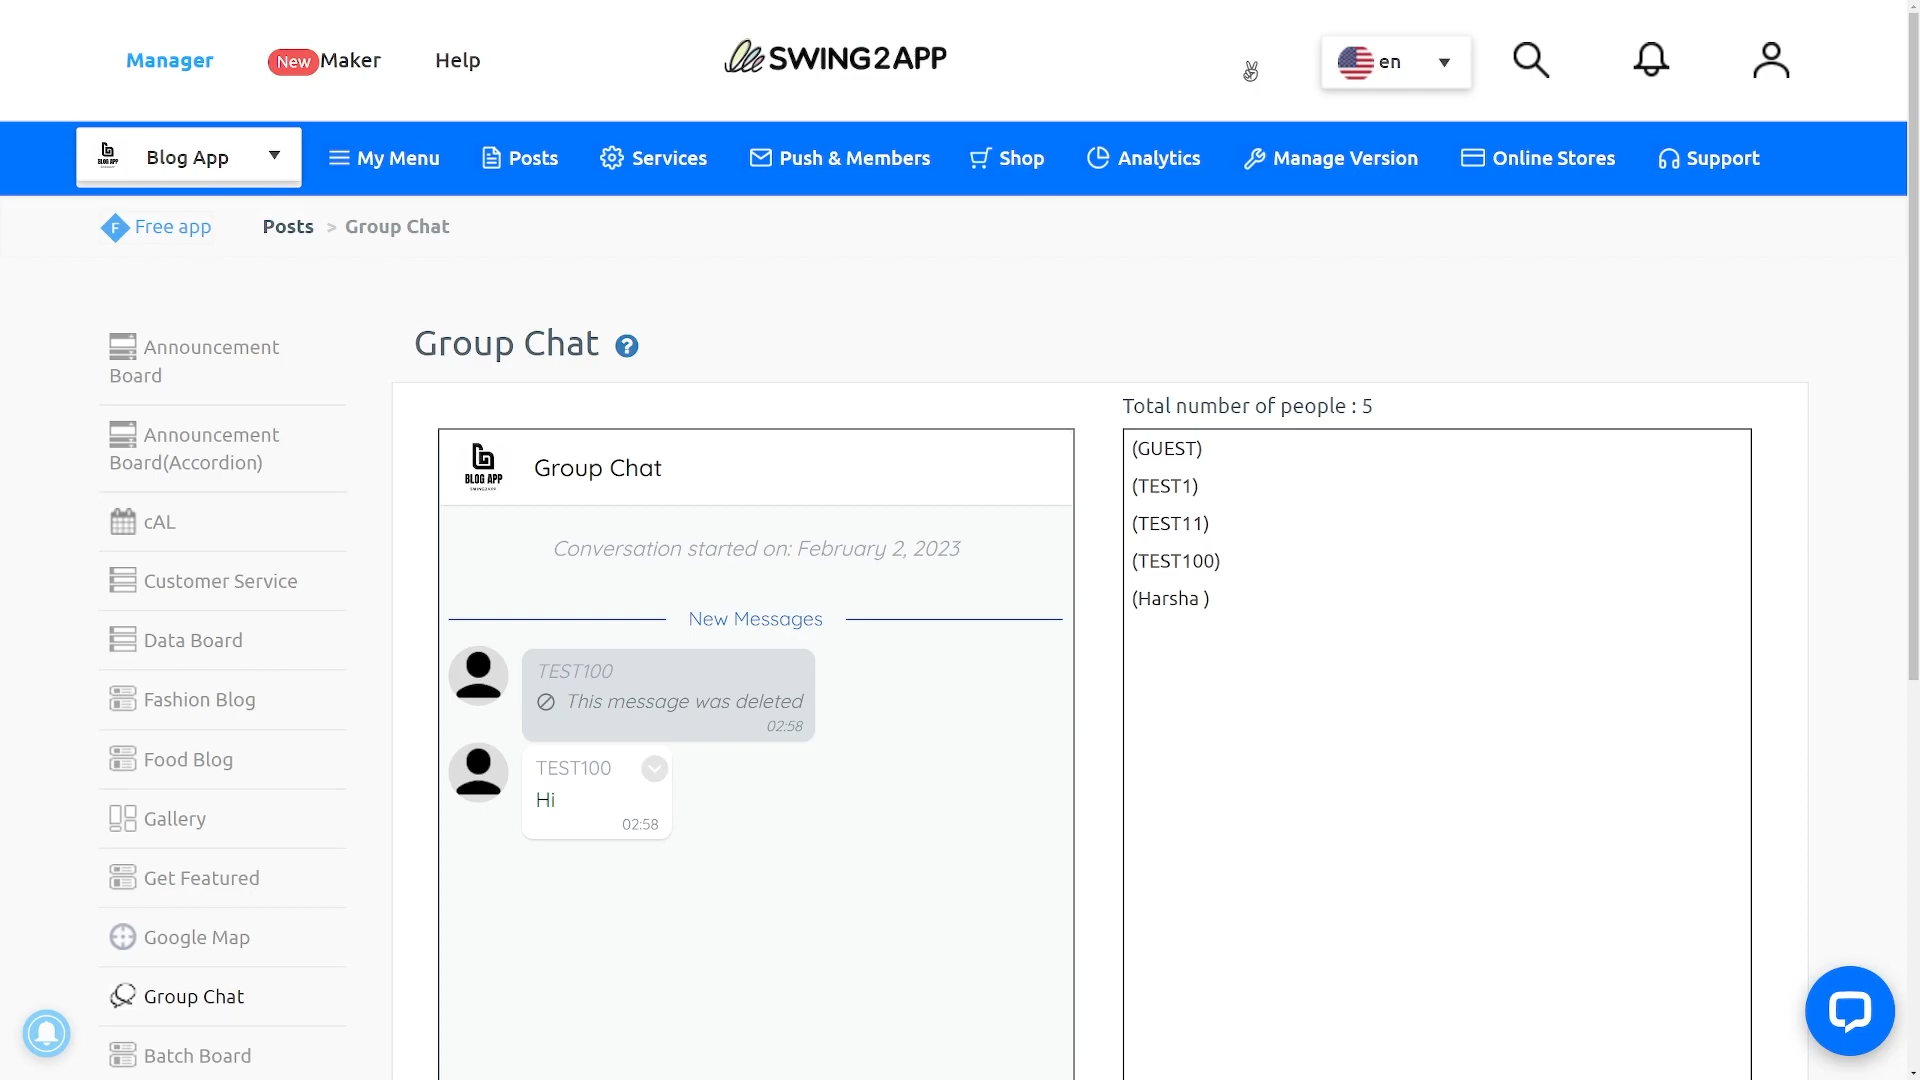 Manager
New Maker
Help
SWING2APP
en
BLOG APP
Blog App
My Menu
Posts
Services
Push & Members
Shop
Analytics
Manage Version
Online Stores
Support
F Free app
Posts > Group Chat
Announcement
Board
Announcement
Board(Accordion)
cAL
Customer Service
Data Board
Fashion Blog
Food Blog
Gallery
Get Featured
Google Map
Group Chat
Batch Board
Group Chat ?
BLOG APP
SWING2APP
Group Chat
Conversation started on: February 2, 2023
New Messages
TEST100
This message was deleted
02:58
TEST100
Hi
02:58
Total number of people : 5
(GUEST)
(TEST1)
(TEST11)
(TEST100)
(Harsha )